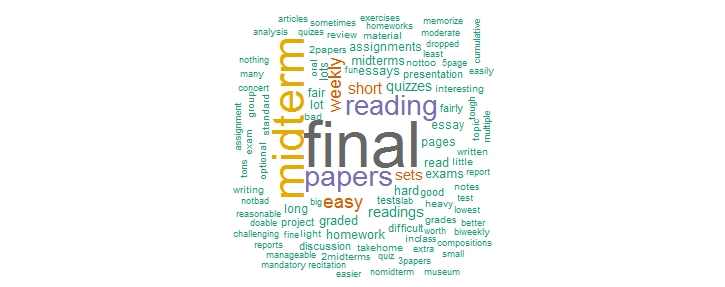 articles sometimes exercises memorize
homeworks
analysis quizes review material moderate
nothing 2papers assignments dropped cumulative
least
many oral lots midterms nottoo 5page easily
concert fun essays presentation
group fair weekly short quizzes interesting
assignment standard lot reading fairly tough
bad topic multiple
exam midterm final essay
optional pages written
tons read little
papers sets exams report
writing hard good notes
notbad big easy tests lab heavy test
reasonable long readings grades lowest
doable project graded better
challenging fine light homework difficult worth biweekly
reports discussion takehome inclass compositions
manageable 2midterms quiz extra small
mandatory recitation 3papers
easier nomidterm museum